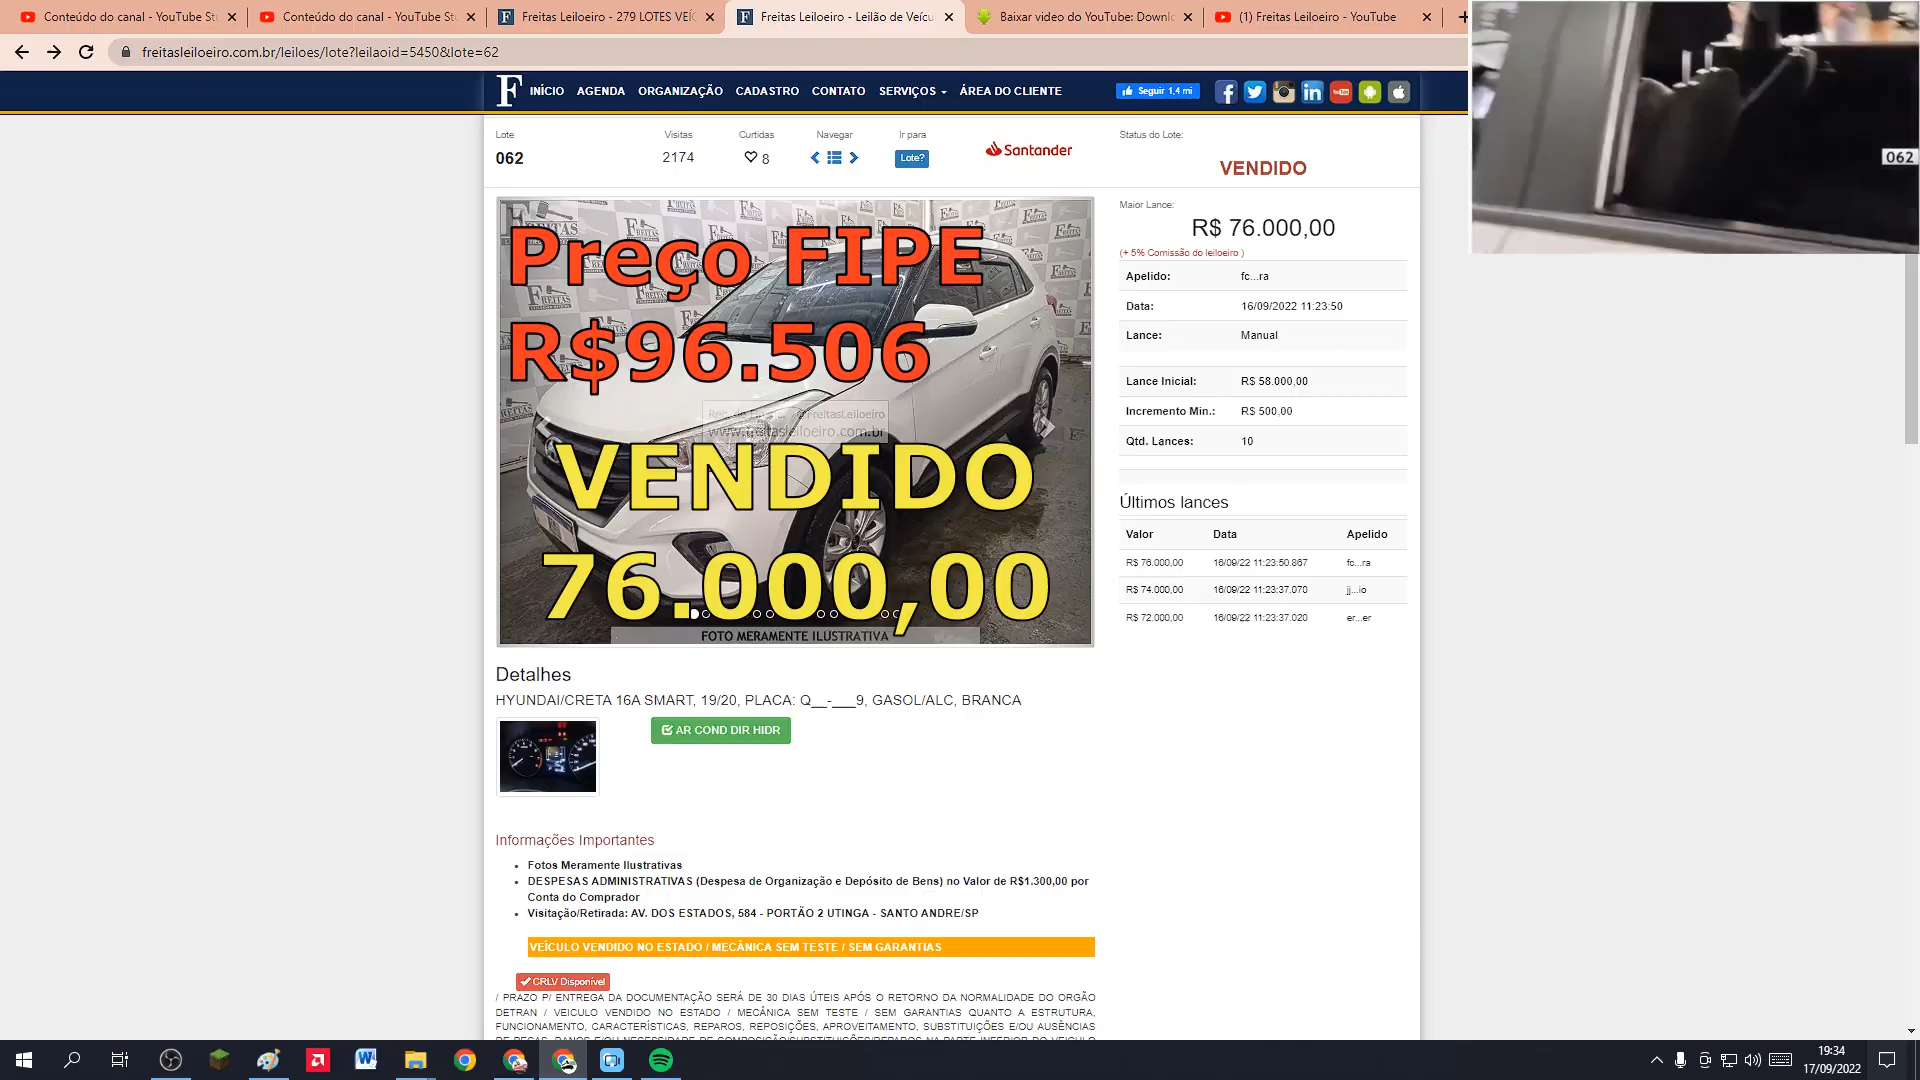 Conteúdo do canal - YouTube St
Conteúdo do canal - YouTube St
Freitas Leiloeiro - 279 LOTES VEÍC
Freitas Leiloeiro - Leilão de Veícu
Baixar video do YouTube: Downl
(1) Freitas Leiloeiro - YouTube
freitasleiloeiro.com.br/leiloes/lote?leilaoid=5450&lote=62
F INÍCIO AGENDA ORGANIZAÇÃO CADASTRO CONTATO SERVIÇOS ÁREA DO CLIENTE
Seguir 1,4 mi
Lote Visitas Curtidas Navegar Ir para
062 2174 8 Lote?
Santander
Status do Lote:
VENDIDO
062
Maior Lance:
R$ 76.000,00
(+ 5% Comissão do leiloeiro )
Apelido: fc...ra
Data: 16/09/2022 11:23:50
Lance: Manual
Lance Inicial: R$ 58.000,00
Incremento Min.: R$ 500,00
Qtd. Lances: 10
Últimos lances
Valor Data Apelido
R$ 76.000,00 16/09/22 11:23:50.867 fc...ra
R$ 74.000,00 16/09/22 11:23:37.070 jj...io
R$ 72.000,00 16/09/22 11:23:37.020 er...er
Preço FIPE
R$96.506
@FreitasLeiloeiro
www.freitasleiloeiro.com.br
VENDIDO
76.000,00
FOTO MERAMENTE ILUSTRATIVA
Detalhes
HYUNDAI/CRETA 16A SMART, 19/20, PLACA: Q__-___9, GASOL/ALC, BRANCA
AR COND DIR HIDR
Informações Importantes
• Fotos Meramente Ilustrativas
• DESPESAS ADMINISTRATIVAS (Despesa de Organização e Depósito de Bens) no Valor de R$1.300,00 por
Conta do Comprador
• Visitação/Retirada: AV. DOS ESTADOS, 584 - PORTÃO 2 UTINGA - SANTO ANDRE/SP
VEÍCULO VENDIDO NO ESTADO / MECÂNICA SEM TESTE / SEM GARANTIAS
CRLV Disponível
/ PRAZO P/ ENTREGA DA DOCUMENTAÇÃO SERÁ DE 30 DIAS ÚTEIS APÓS O RETORNO DA NORMALIDADE DO ORGÃO
DETRAN / VEICULO VENDIDO NO ESTADO / MECÂNICA SEM TESTE / SEM GARANTIAS QUANTO A ESTRUTURA,
FUNCIONAMENTO, CARACTERÍSTICAS, REPAROS, REPOSIÇÕES, APROVEITAMENTO, SUBSTITUIÇÕES E/OU AUSÊNCIAS
19:34
17/09/2022